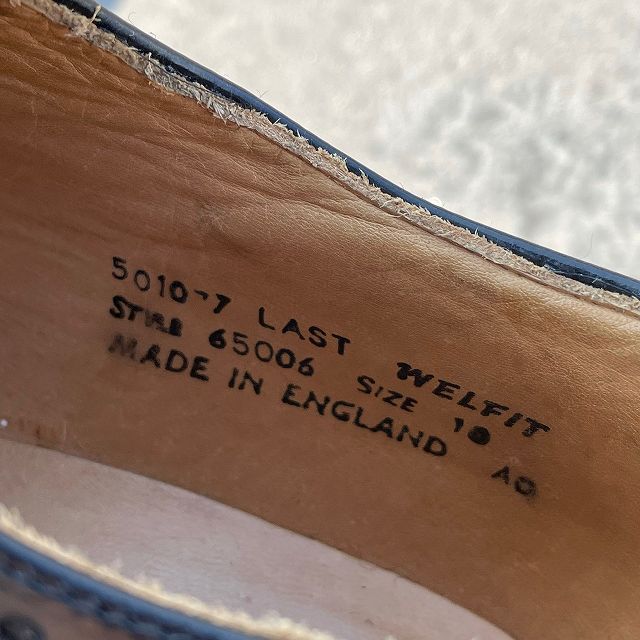 5010-7 LAST WELFIT
STYLE 65006 SIZE 10
MADE IN ENGLAND AO